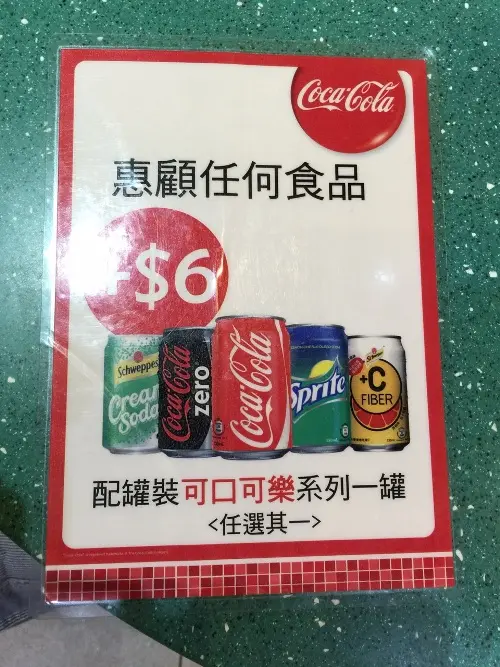 Coca-Cola
惠顧任何食品
+$6
Schweppes
Cream
Soda
Coca-Cola
zero
Coca-Cola
Sprite
Schweppes
+C
FIBER
配罐裝可口可樂系列一罐
<任選其一>